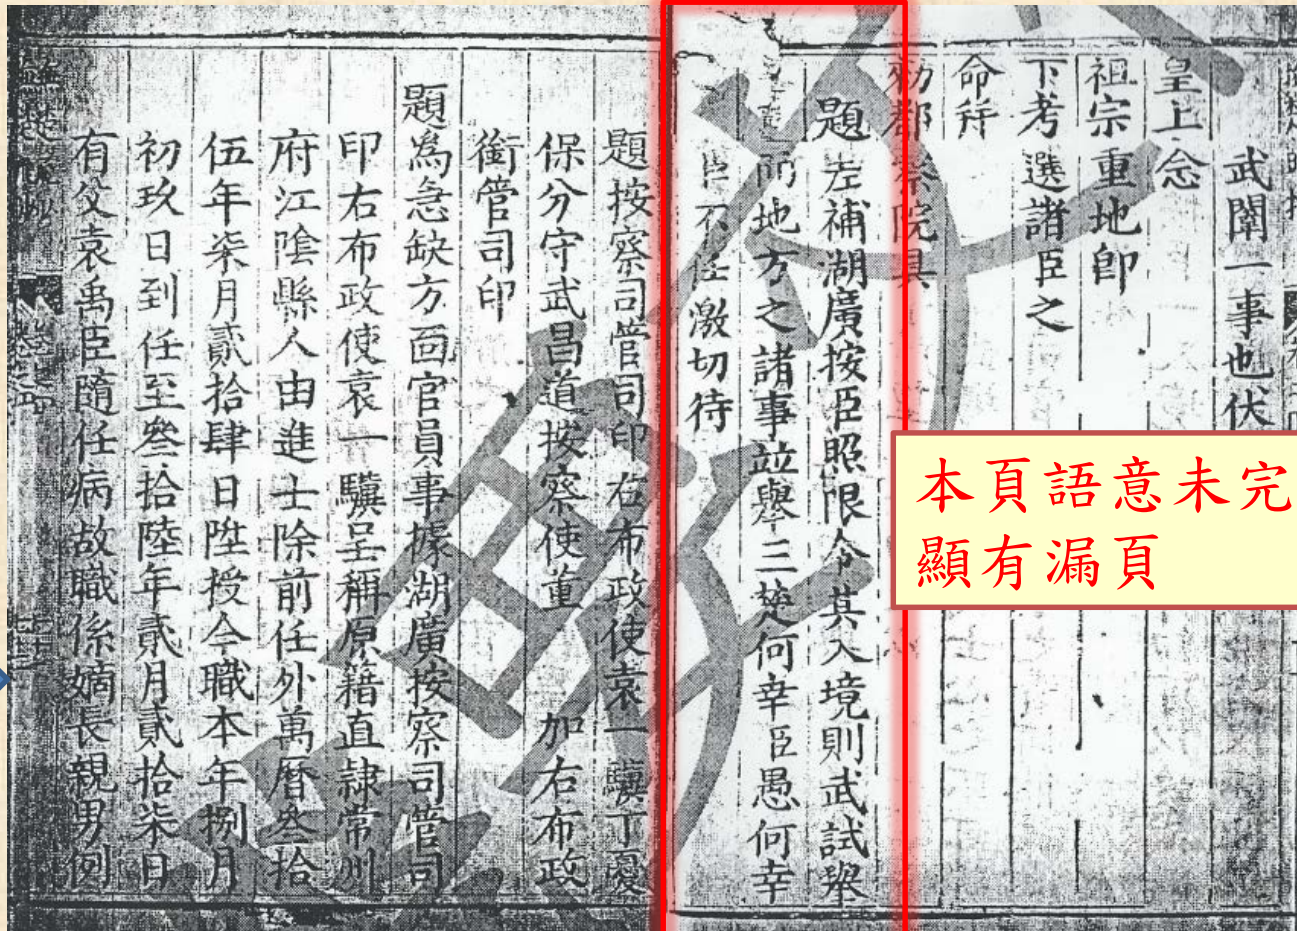 武闈一事也伏
皇上念
祖宗重地即
下考選諸臣之
命將
勑都察院具
題左補湖廣按臣照限令其入境則武試舉
而地方之諸事並舉三楚何幸臣愚何幸
臣不任激切待
題按察司管司印右布政使袁一驥丁憂
保分守武昌道按察使董加右布政
銜管司印
題為急缺方面官員事據湖廣按察司管司
印右布政使袁一驥呈稱原籍直隸常州
府江陰縣人由進士除前任外萬曆叁拾
伍年柒月貳拾肆日陞授今職本年捌月
初玖日到任至叁拾陸年貳月貳拾柒日
有父袁禹臣隨任病故職係嫡長親男例
本頁語意未完
顯有漏頁